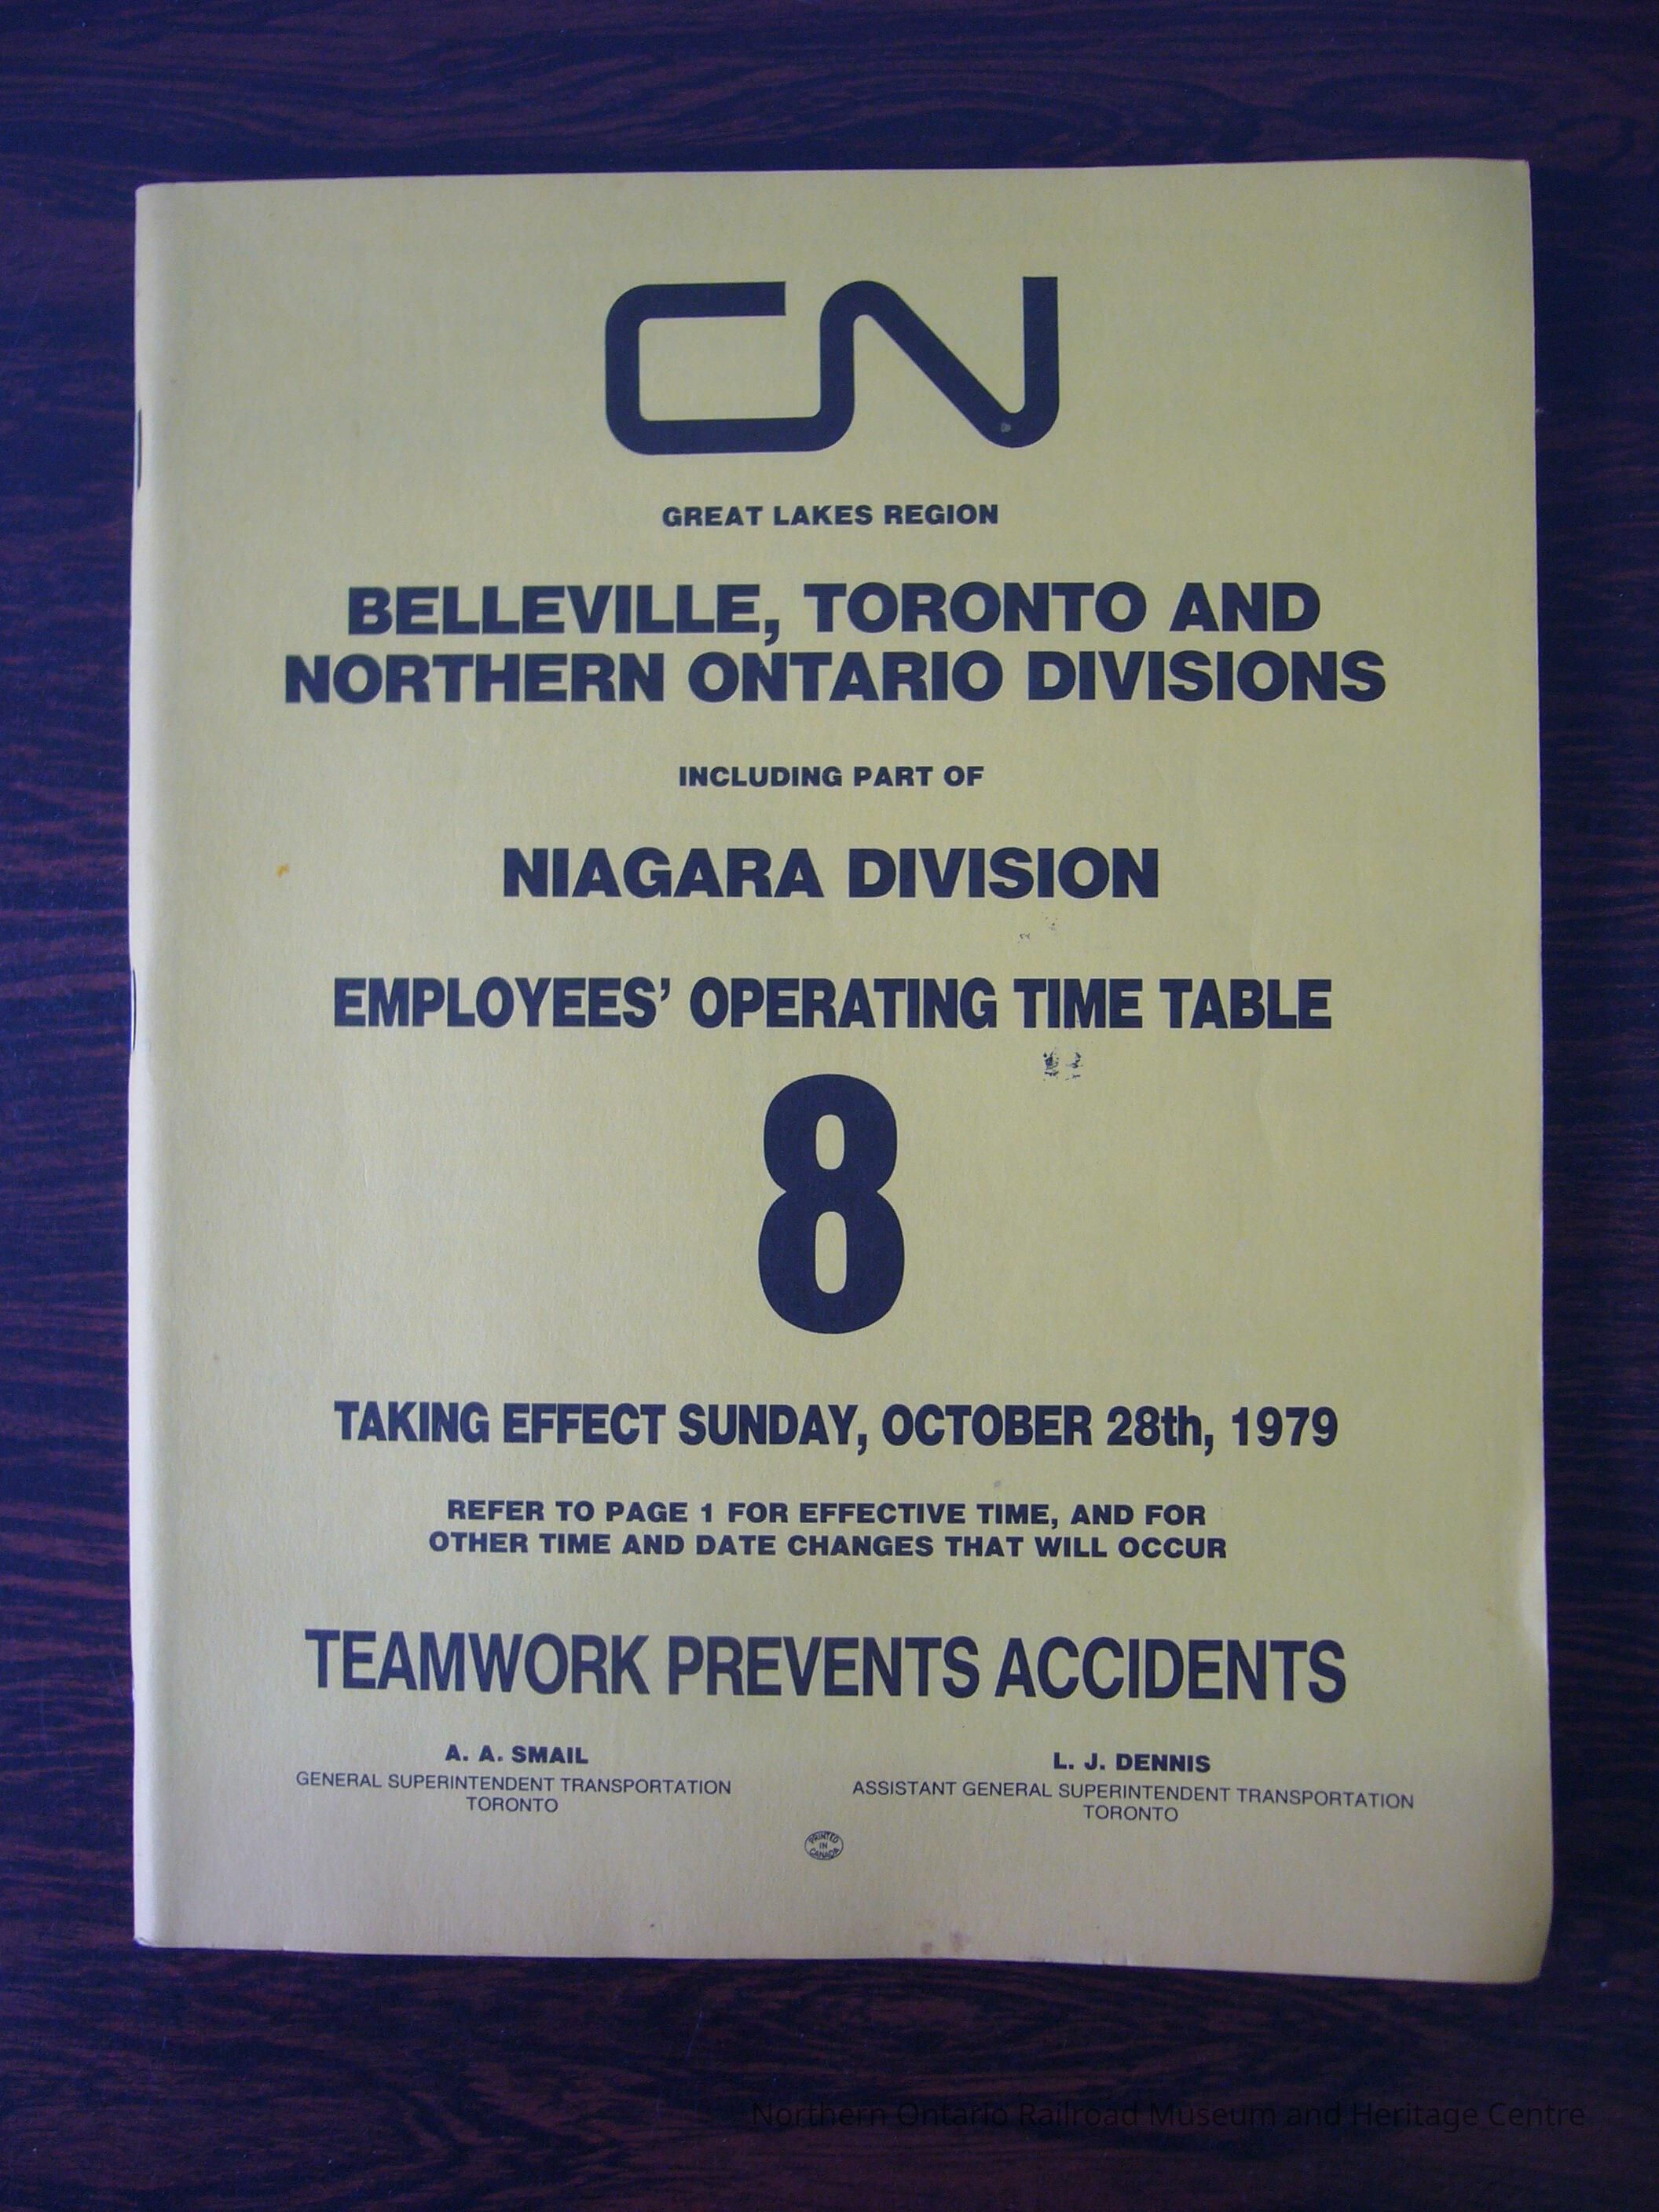 CN
GREAT LAKES REGION
BELLEVILLE, TORONTO AND
NORTHERN ONTARIO DIVISIONS
INCLUDING PART OF
NIAGARA DIVISION
EMPLOYEES' OPERATING TIME TABLE
8
TAKING EFFECT SUNDAY, OCTOBER 28th, 1979
REFER TO PAGE 1 FOR EFFECTIVE TIME, AND FOR
OTHER TIME AND DATE CHANGES THAT WILL OCCUR
TEAMWORK PREVENTS ACCIDENTS
A. A. SMAIL
GENERAL SUPERINTENDENT TRANSPORTATION
TORONTO
L. J. DENNIS
ASSISTANT GENERAL SUPERINTENDENT TRANSPORTATION
TORONTO
PRINTED
IN
CANADA
Northern Ontario Railroad Museum and Heritage Centre